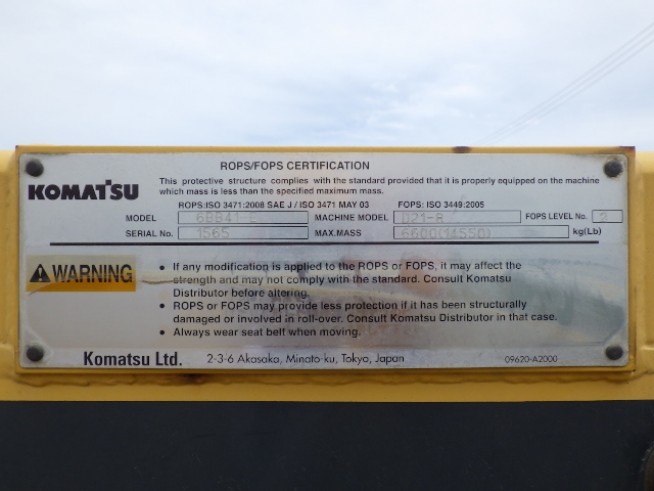 ROPS/FOPS CERTIFICATION
KOMATSU
This protective structure complies with the standard provided that it is properly equipped on the machine
which mass is less than the specified maximum mass.
ROPS:ISO 3471:2008 SAE J / ISO 3471 MAY 03 FOPS: ISO 3449:2005
MODEL MACHINE MODEL D21-8 FOPS LEVEL No. 2
SERIAL No. 1565 MAX.MASS 6600(14550) kg(Lb)
WARNING
• If any modification is applied to the ROPS or FOPS, it may affect the
strength and may not comply with the standard. Consult Komatsu
Distributor before altering.
• ROPS or FOPS may provide less protection if it has been structurally
damaged or involved in roll-over. Consult Komatsu Distributor in that case.
• Always wear seat belt when moving.
Komatsu Ltd. 2-3-6 Akasaka, Minato-ku, Tokyo, Japan 09620-A2000